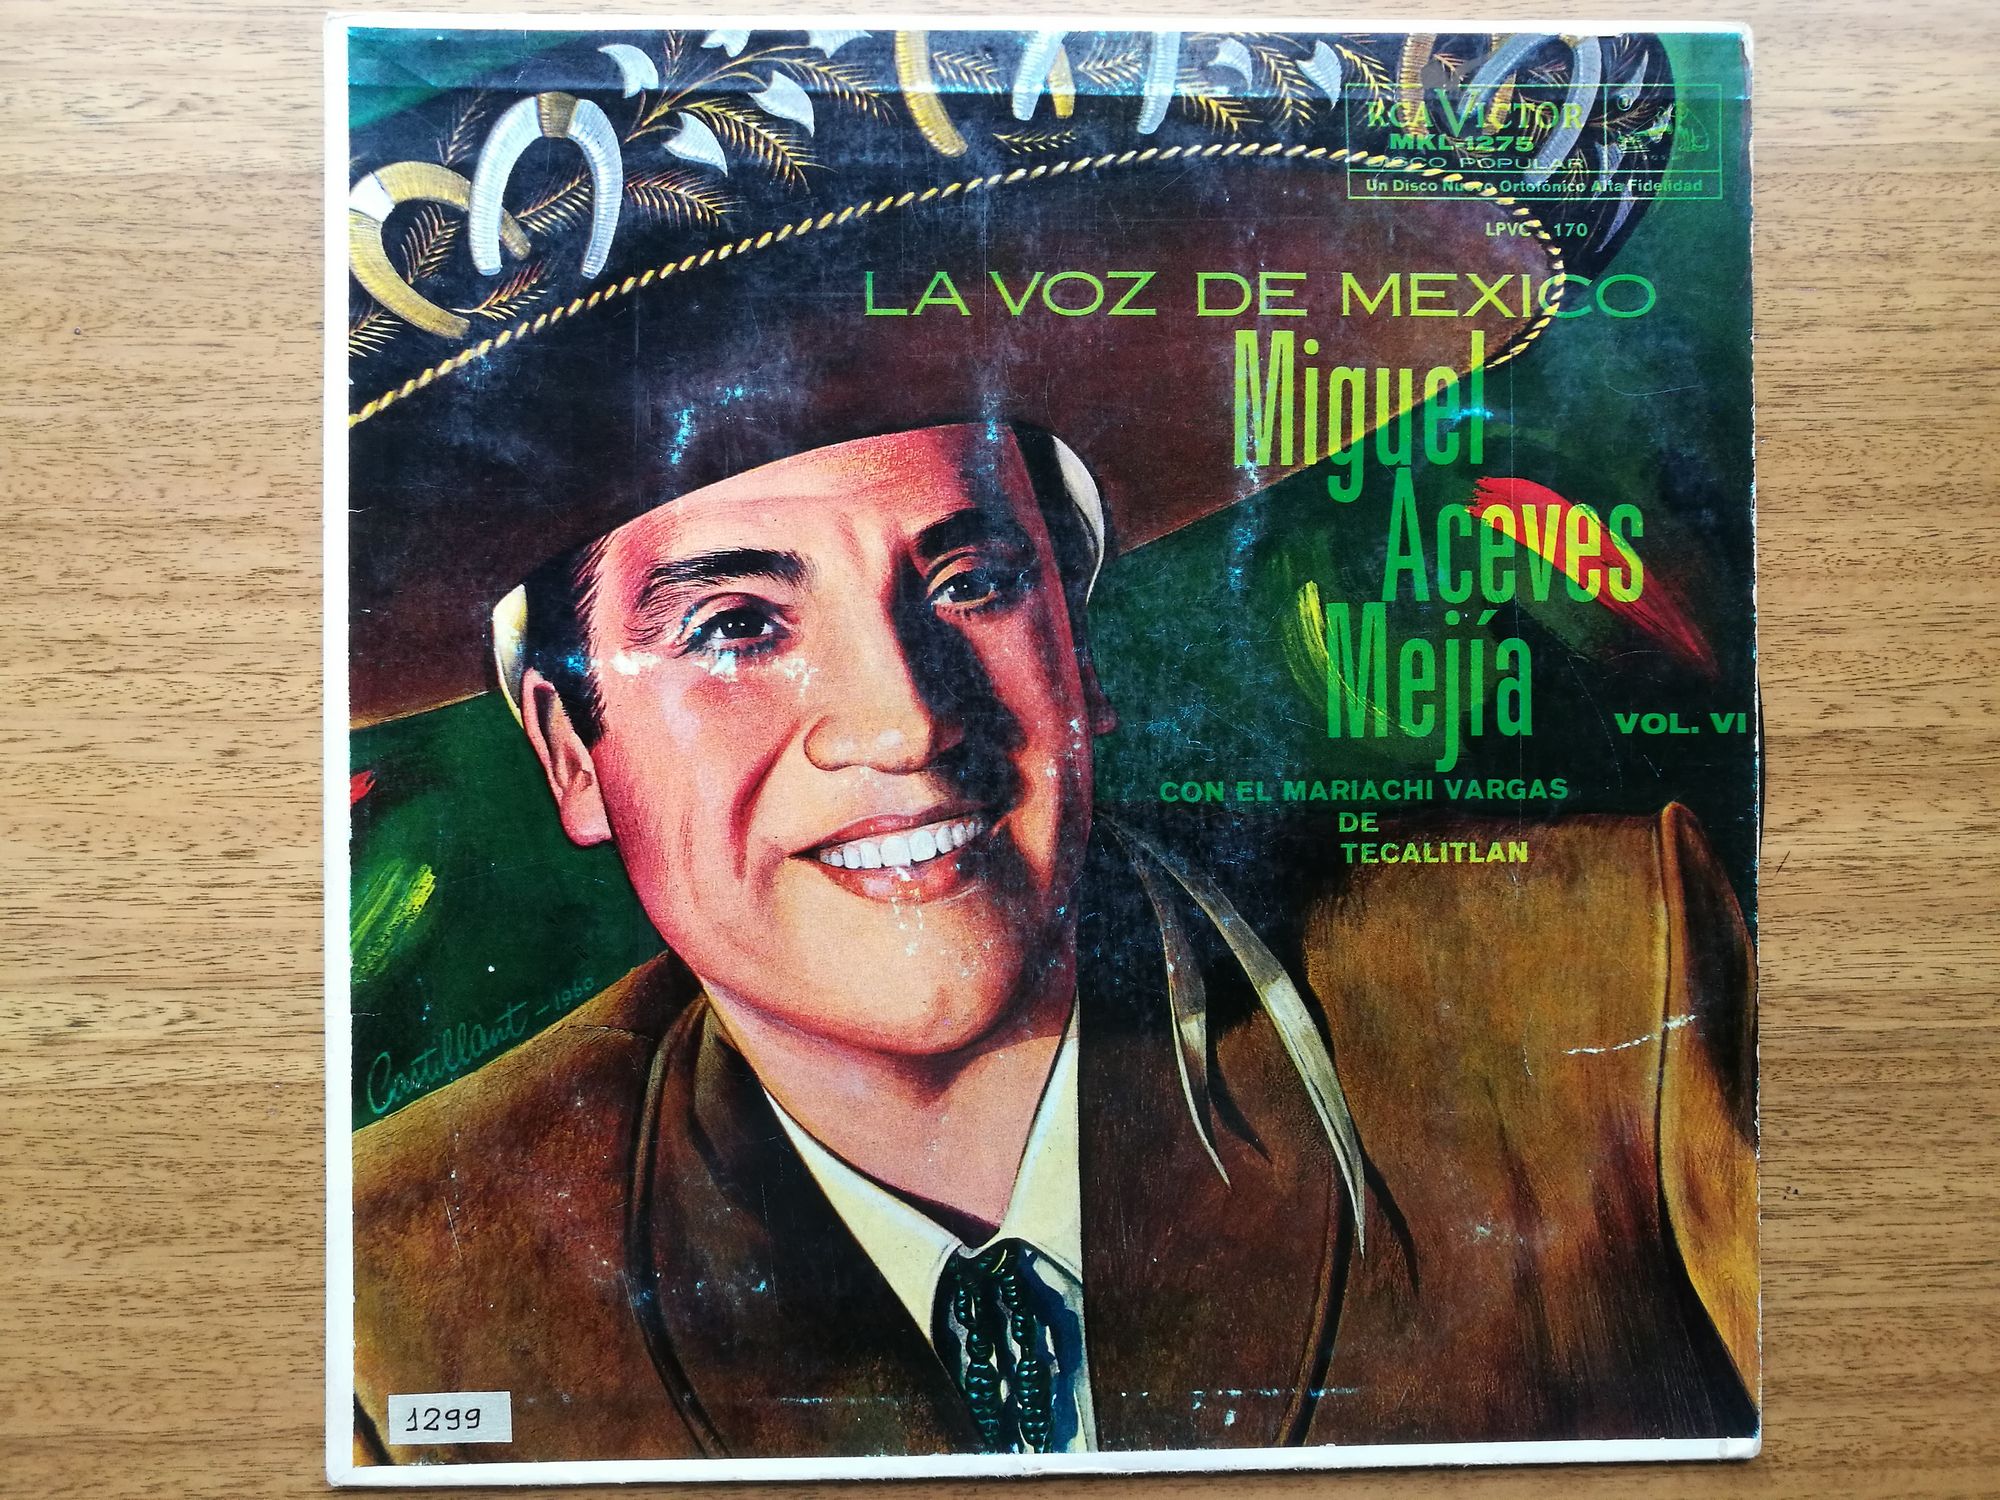 RCA VICTOR
MKL-1275
DISCO POPULAR
Un Disco Nuevo Ortofónico Alta Fidelidad
LPVC - 170
LA VOZ DE MEXICO
Miguel
Aceves
Mejía
VOL. VI
CON EL MARIACHI VARGAS
DE
TECALITLAN
Castillant - 1960
1299